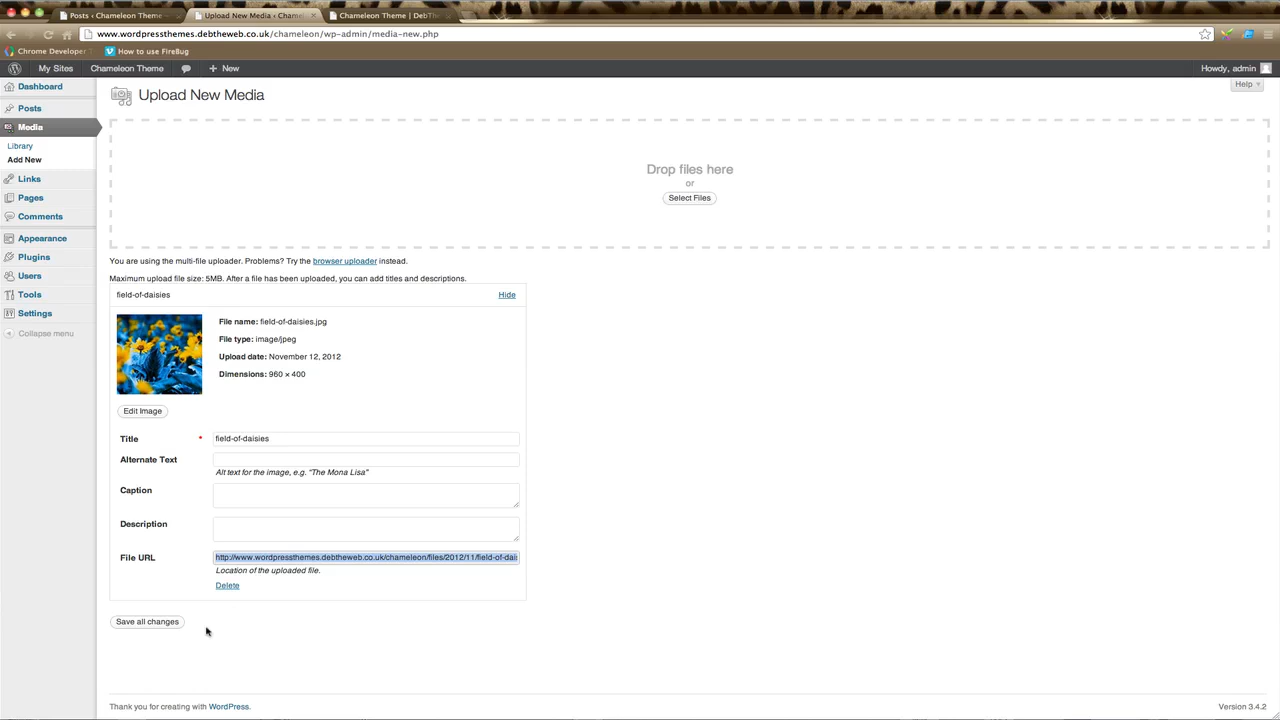 Posts ‹ Chameleon Theme
Upload New Media ‹ Chamel
Chameleon Theme | DebThe
www.wordpressthemes.debtheweb.co.uk/chameleon/wp-admin/media-new.php
Chrome Developer T
How to use FireBug
My Sites
Chameleon Theme
+ New
Howdy, admin
Dashboard
Upload New Media
Help
Posts
Media
Library
Add New
Links
Pages
Comments
Appearance
Plugins
Users
Tools
Settings
Collapse menu
Drop files here
or
Select Files
You are using the multi-file uploader. Problems? Try the browser uploader instead.
Maximum upload file size: 5MB. After a file has been uploaded, you can add titles and descriptions.
field-of-daisies
Hide
File name: field-of-daisies.jpg
File type: image/jpeg
Upload date: November 12, 2012
Dimensions: 960 × 400
Edit Image
Title * field-of-daisies
Alternate Text
Alt text for the image, e.g. "The Mona Lisa"
Caption
Description
File URL http://www.wordpressthemes.debtheweb.co.uk/chameleon/files/2012/11/field-of-dais
Location of the uploaded file.
Delete
Save all changes
Thank you for creating with WordPress.
Version 3.4.2